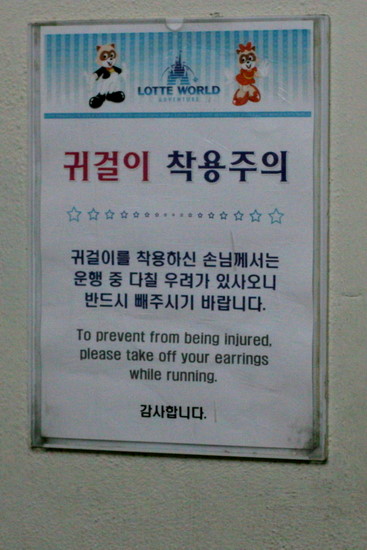 LOTTE WORLD
ADVENTURE
귀걸이 착용주의
귀걸이를 착용하신 손님께서는
운행 중 다칠 우려가 있사오니
반드시 빼주시기 바랍니다.
To prevent from being injured,
please take off your earrings
while running.
감사합니다.